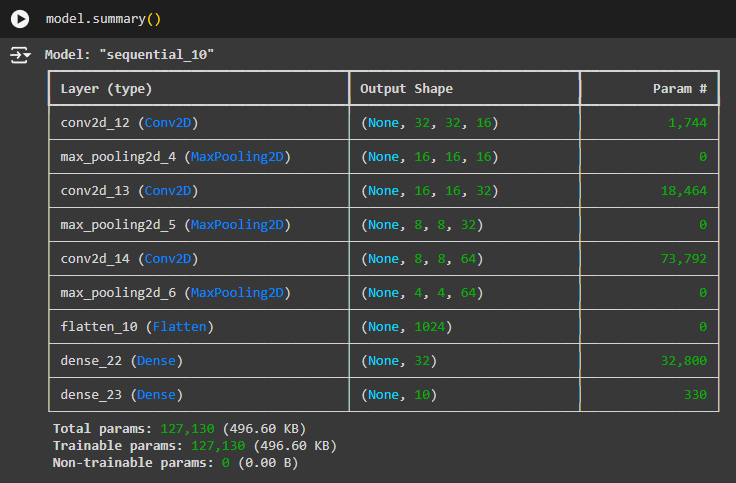 model.summary()
Model: "sequential_10"
Layer (type) Output Shape Param #
conv2d_12 (Conv2D) (None, 32, 32, 16) 1,744
max_pooling2d_4 (MaxPooling2D) (None, 16, 16, 16) 0
conv2d_13 (Conv2D) (None, 16, 16, 32) 18,464
max_pooling2d_5 (MaxPooling2D) (None, 8, 8, 32) 0
conv2d_14 (Conv2D) (None, 8, 8, 64) 73,792
max_pooling2d_6 (MaxPooling2D) (None, 4, 4, 64) 0
flatten_10 (Flatten) (None, 1024) 0
dense_22 (Dense) (None, 32) 32,800
dense_23 (Dense) (None, 10) 330
Total params: 127,130 (496.60 KB)
Trainable params: 127,130 (496.60 KB)
Non-trainable params: 0 (0.00 B)